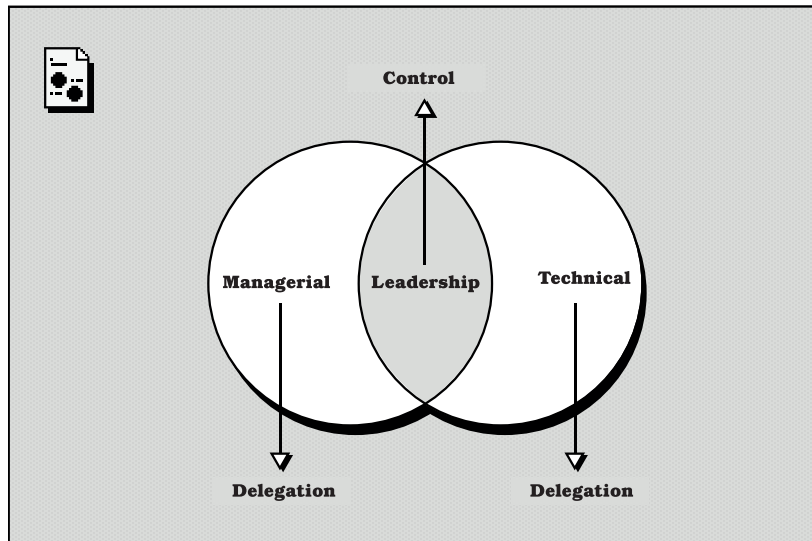 Control
Managerial
Leadership
Technical
Delegation
Delegation